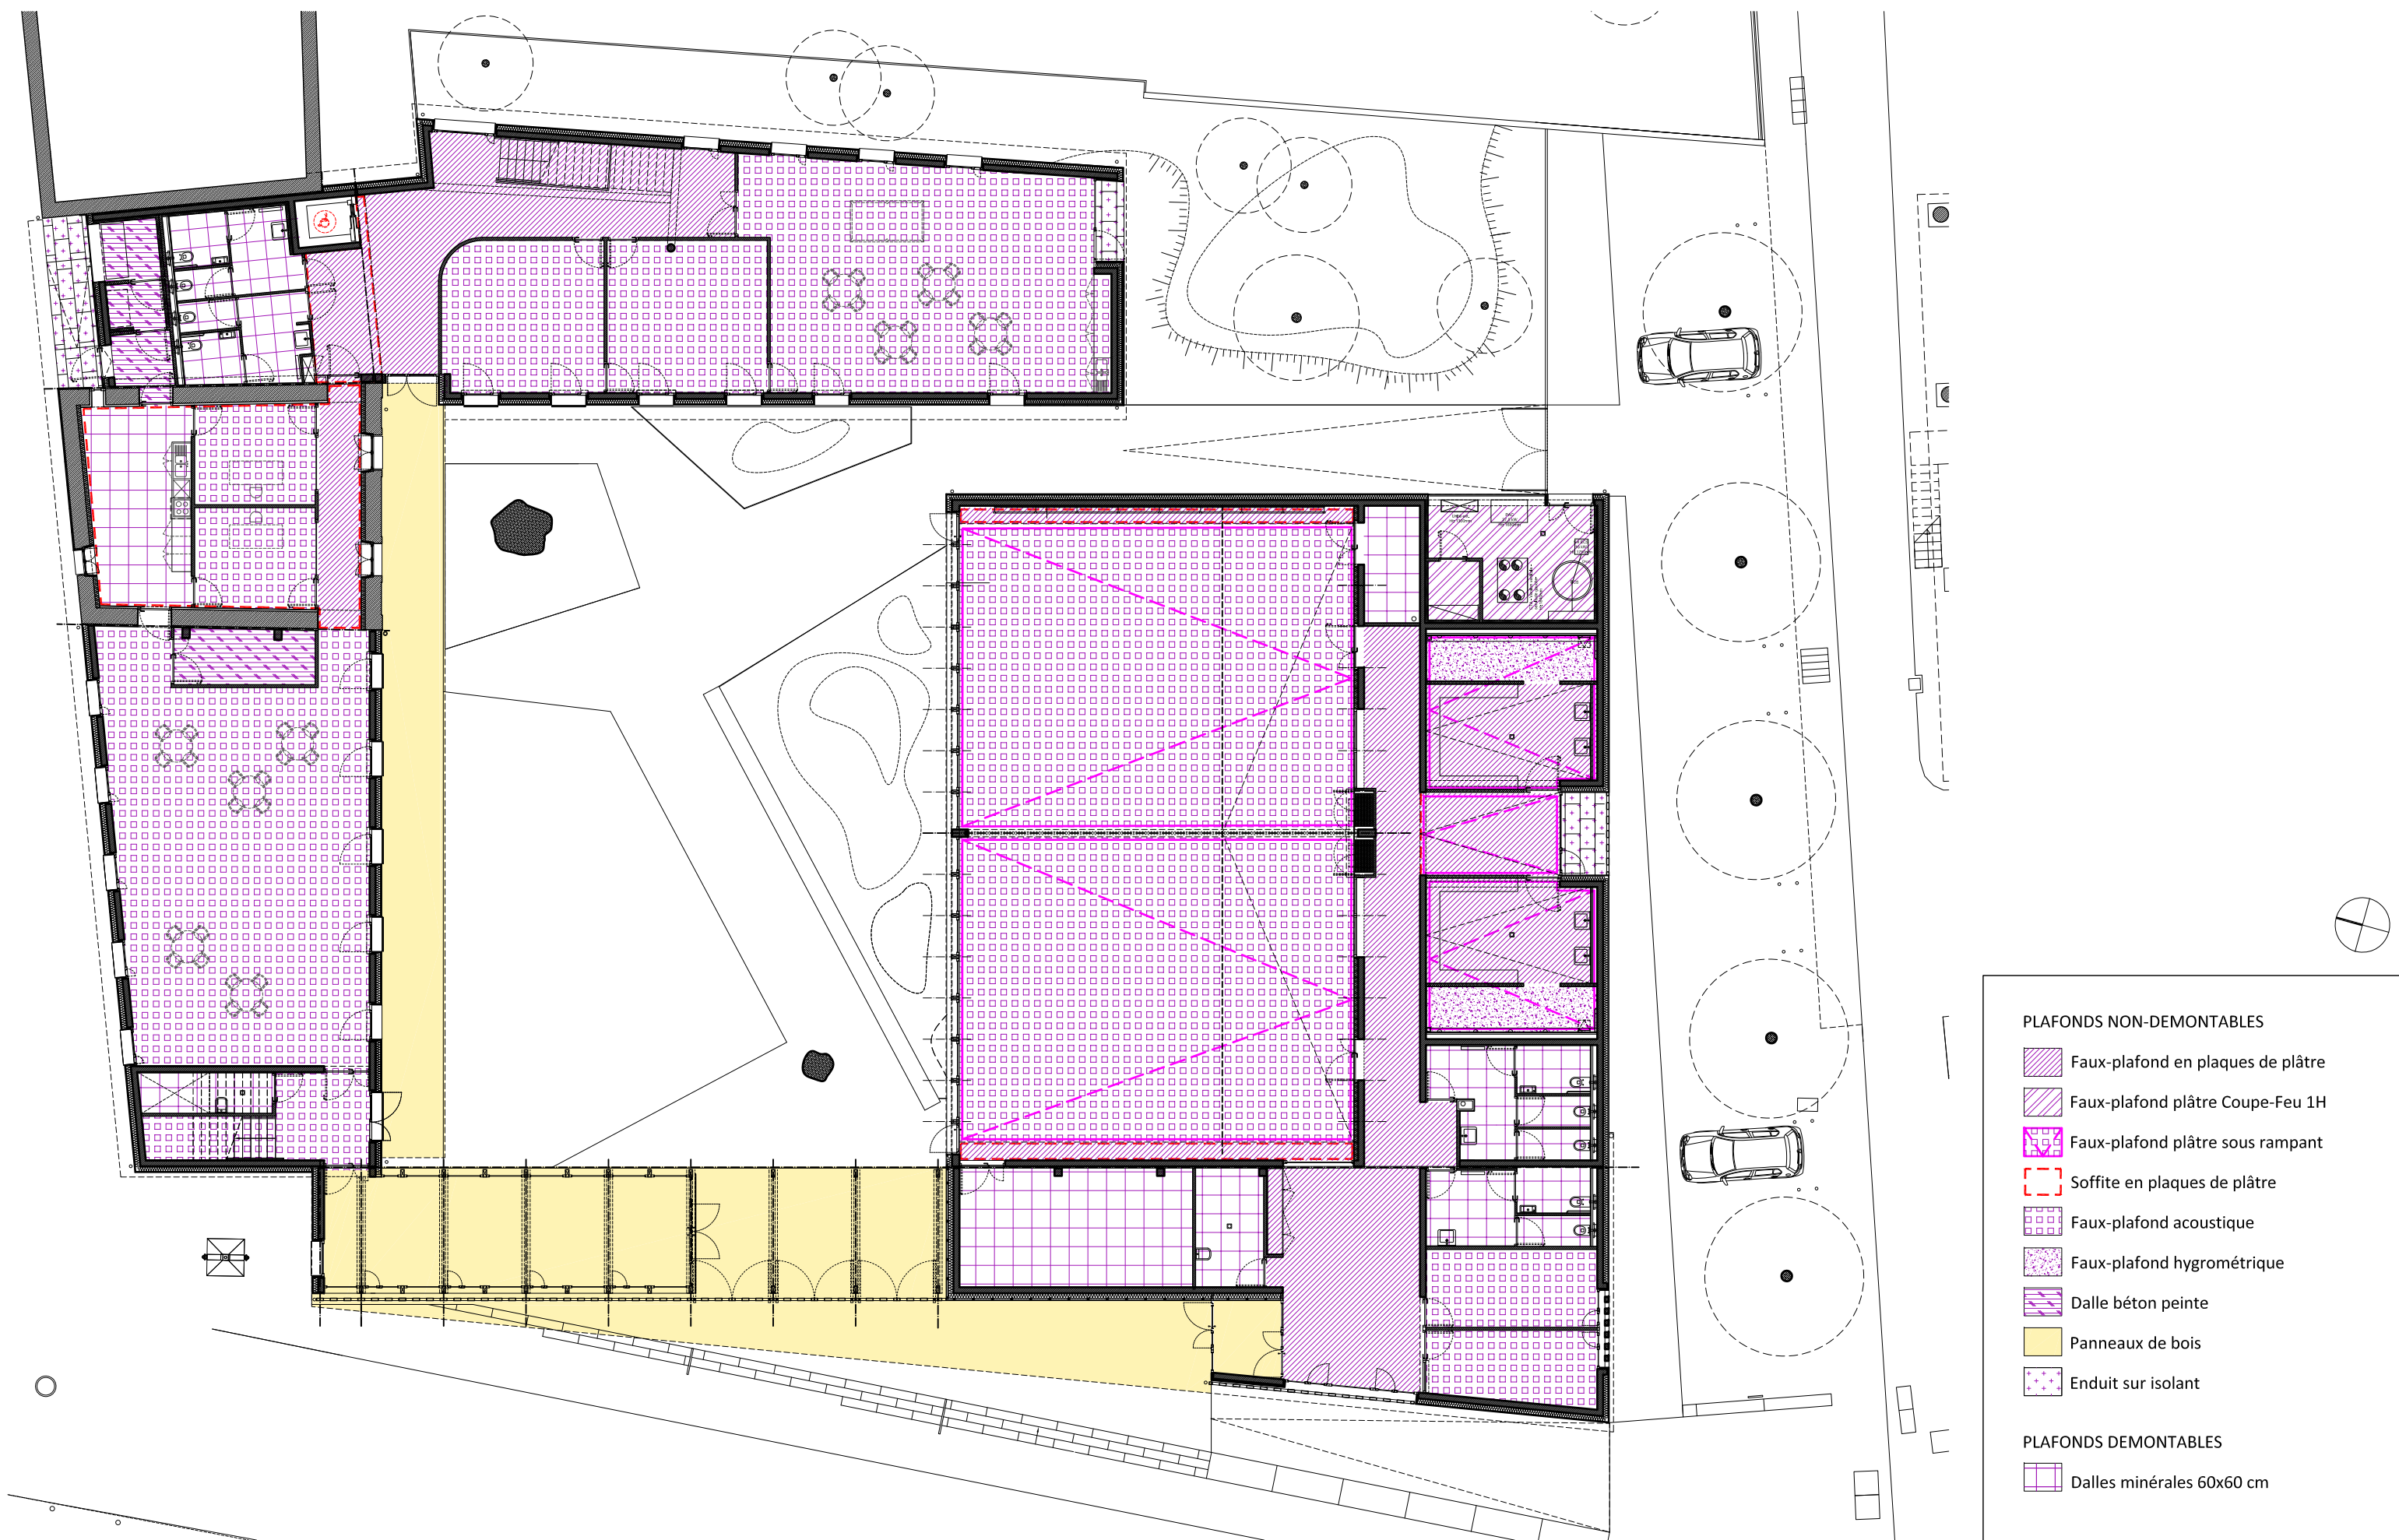 PLAFONDS NON-DEMONTABLES
Faux-plafond en plaques de plâtre
Faux-plafond plâtre Coupe-Feu 1H
Faux-plafond plâtre sous rampant
Soffite en plaques de plâtre
Faux-plafond acoustique
Faux-plafond hygrométrique
Dalle béton peinte
Panneaux de bois
Enduit sur isolant
PLAFONDS DEMONTABLES
Dalles minérales 60x60 cm